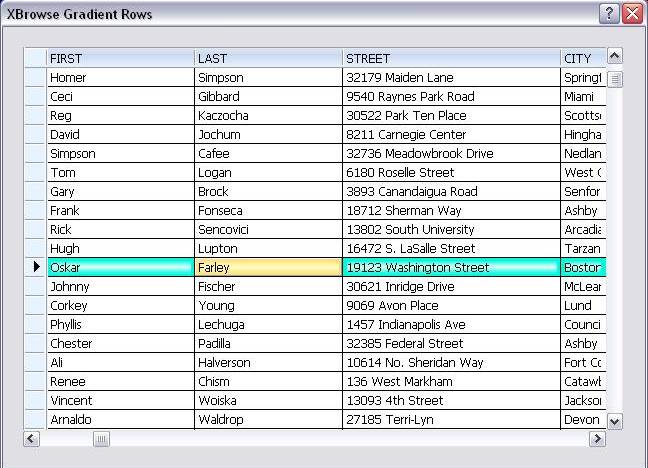 XBrowse Gradient Rows
FIRST LAST STREET CITY
Homer Simpson 32179 Maiden Lane Springf
Ceci Gibbard 9540 Raynes Park Road Miami
Reg Kaczocha 30522 Park Ten Place Scotts
David Jochum 8211 Carnegie Center Hingha
Simpson Cafee 32736 Meadowbrook Drive Nedlan
Tom Logan 6180 Roselle Street West
Gary Brock 3893 Canandaigua Road Senfor
Frank Fonseca 18712 Sherman Way Ashby
Rick Sencovici 13802 South University Arcadia
Hugh Lupton 16472 S. LaSalle Street Tarzan
Oskar Farley 19123 Washington Street Boston
Johnny Fischer 30621 Inridge Drive McLear
Corkey Young 9069 Avon Place Lund
Phyllis Lechuga 1457 Indianapolis Ave Counci
Chester Padilla 32385 Federal Street Ashby
Ali Halverson 10614 No. Sheridan Way Fort
Renee Chism 136 West Markham Catawb
Vincent Woiska 13093 4th Street Jackso
Arnaldo Waldrop 27185 Terri-Lyn Devon